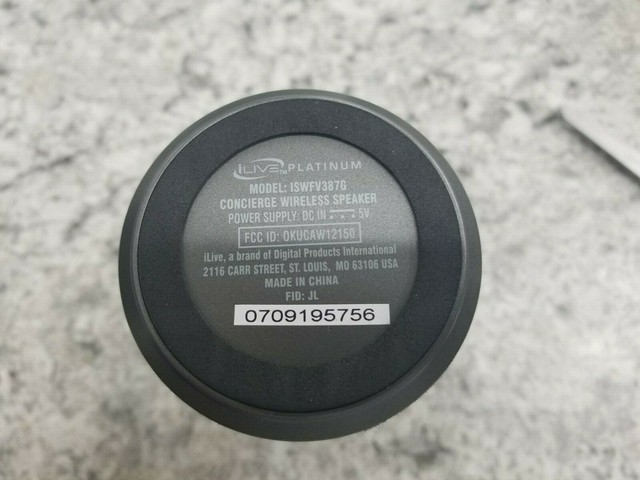 iLIVE™ PLATINUM
MODEL: ISWFV387G
CONCIERGE WIRELESS SPEAKER
POWER SUPPLY: DC IN ⎓ 5V
FCC ID: OKUCAW12150
iLive, a brand of Digital Products International
2116 CARR STREET, ST. LOUIS, MO 63106 USA
MADE IN CHINA
FID: JL
0709195756